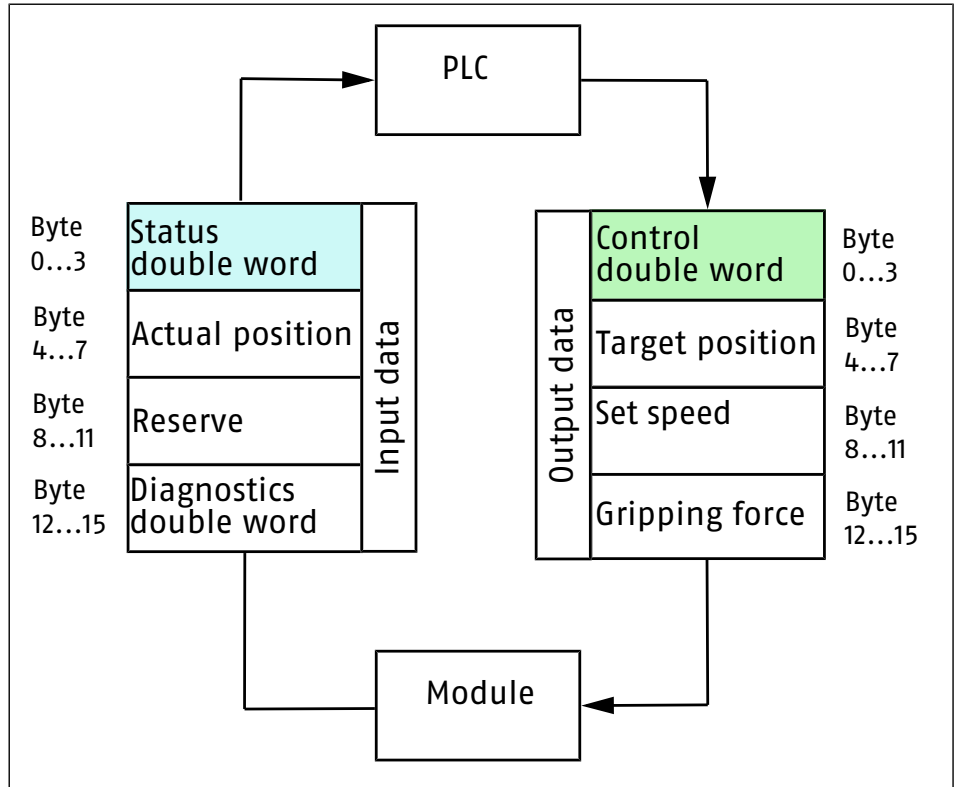 PLC
Byte
0...3
Status
double word
Byte
4...7
Actual position
Byte
8...11
Reserve
Byte
12...15
Diagnostics
double word
Input data
Output data
Control
double word
Byte
0...3
Target position
Byte
4...7
Set speed
Byte
8...11
Gripping force
Byte
12...15
Module